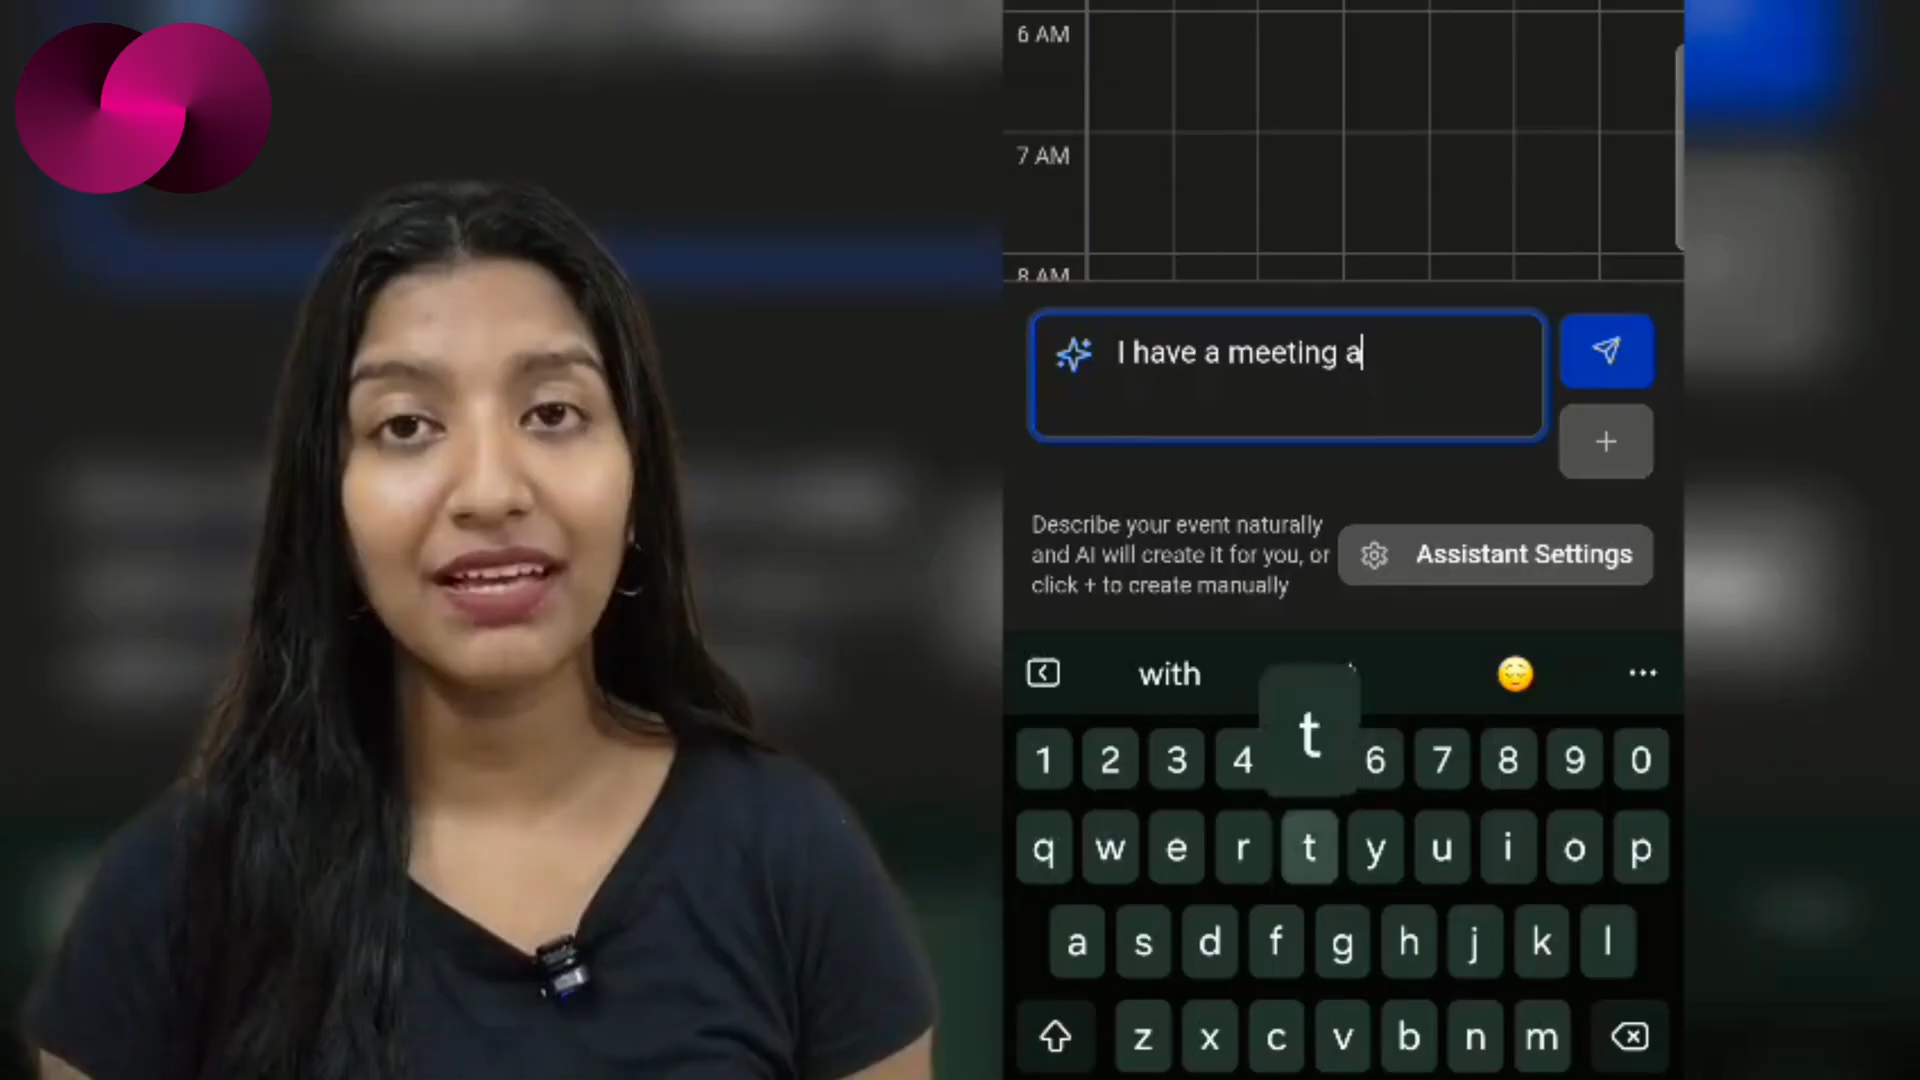 6 AM
7 AM
8 AM
I have a meeting a
Describe your event naturally
and AI will create it for you, or
click + to create manually
Assistant Settings
with
t
1 2 3 4 6 7 8 9 0
q w e r t y u i o p
a s d f g h j k l
z x c v b n m